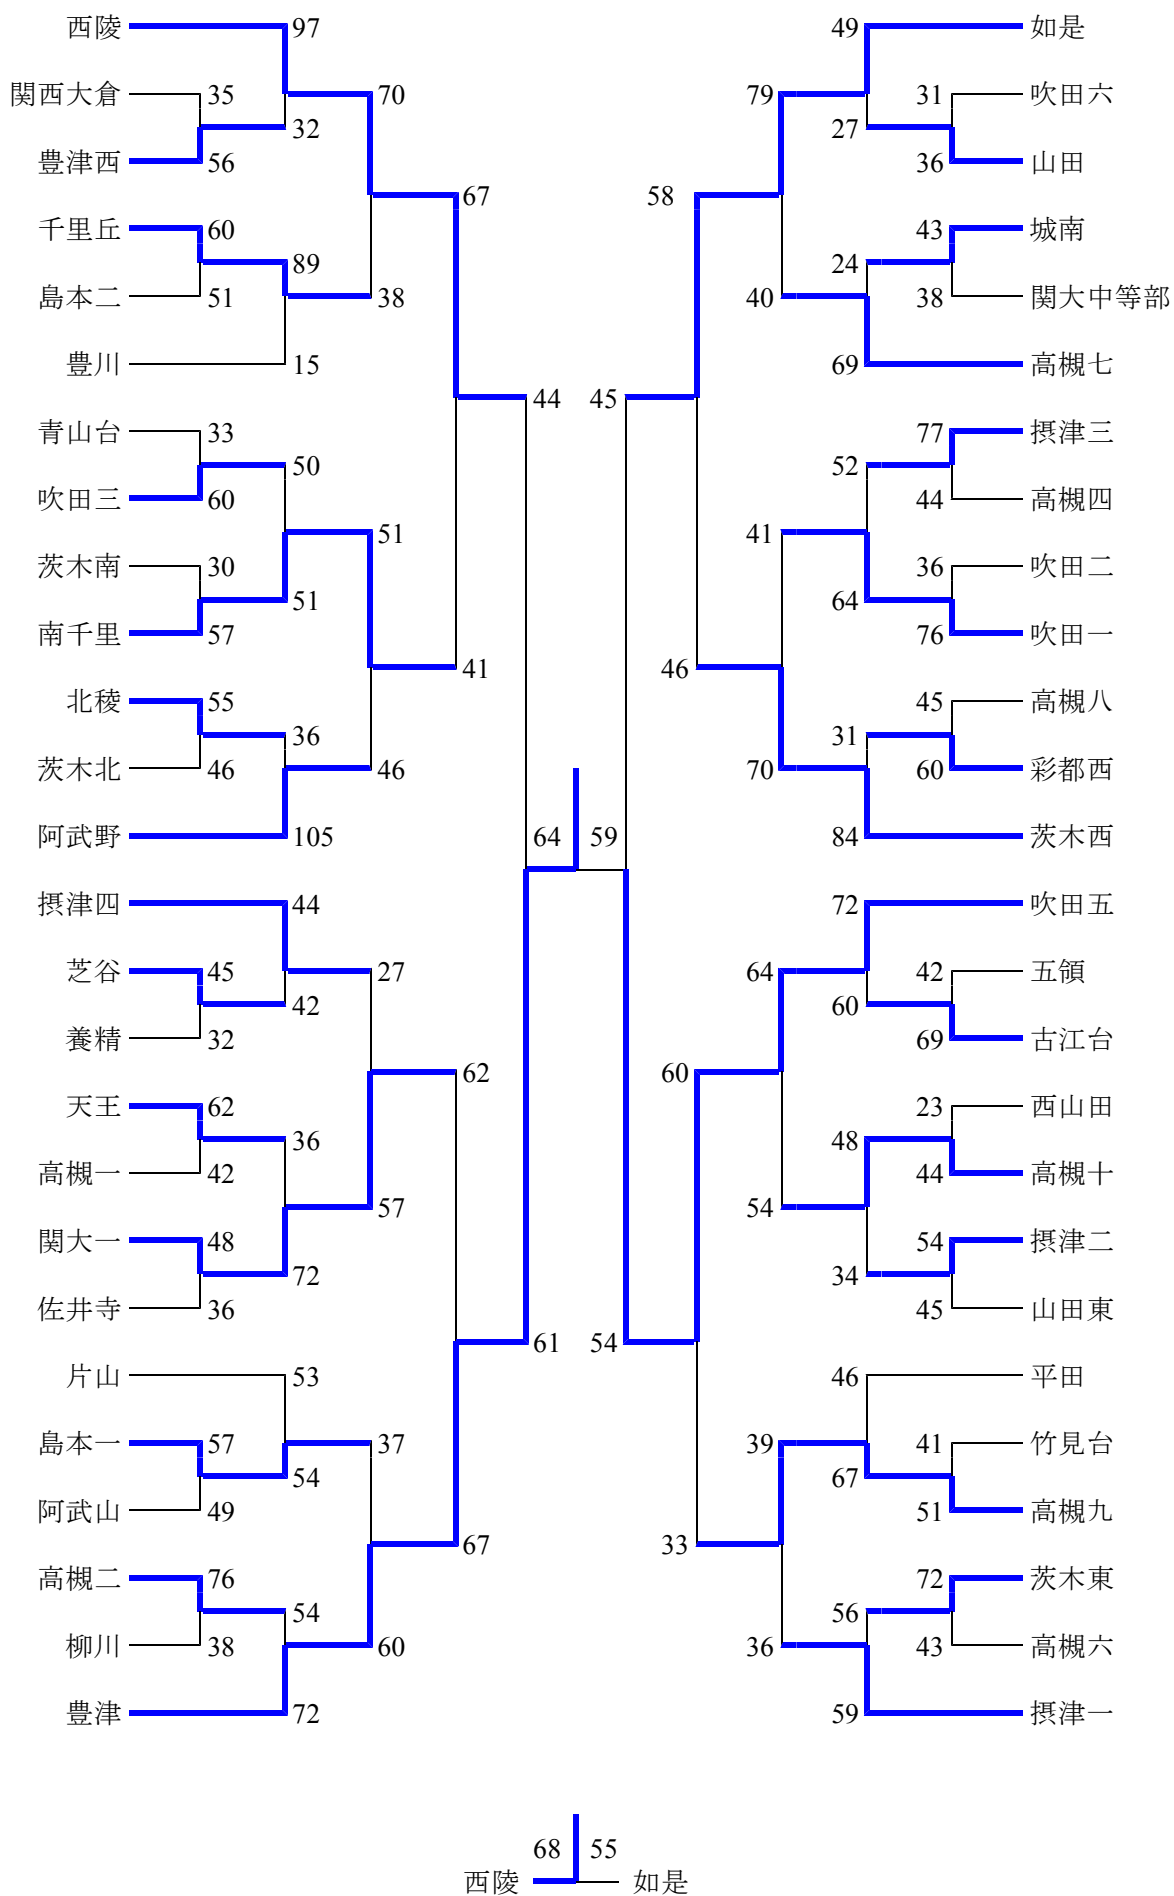 西陵 97 49 如是
関西大倉 35 70 79 31 吹田六
32 27
豊津西 56 36 山田
67 58
千里丘 60 43 城南
89 24
島本二 51 38 40 38 関大中等部
豊川 15 69 高槻七
44 45
青山台 33 77 摂津三
50 52
吹田三 60 44 高槻四
51 41
茨木南 30 36 吹田二
51 64
南千里 57 76 吹田一
41 46
北稜 55 45 高槻八
36 31
茨木北 46 46 70 60 彩都西
阿武野 105 64 59 84 茨木西
摂津四 44 72 吹田五
芝谷 45 27 64 42 五領
42 60
養精 32 69 古江台
62 60
天王 62 23 西山田
36 48
高槻一 42 44 高槻十
57 54
関大一 48 54 摂津二
72 34
佐井寺 36 45 山田東
61 54
片山 53 46 平田
島本一 57 37 39 41 竹見台
54 67
阿武山 49 51 高槻九
67 33
高槻二 76 72 茨木東
54 56
柳川 38 60 36 43 高槻六
豊津 72 59 摂津一
68 55
西陵 如是